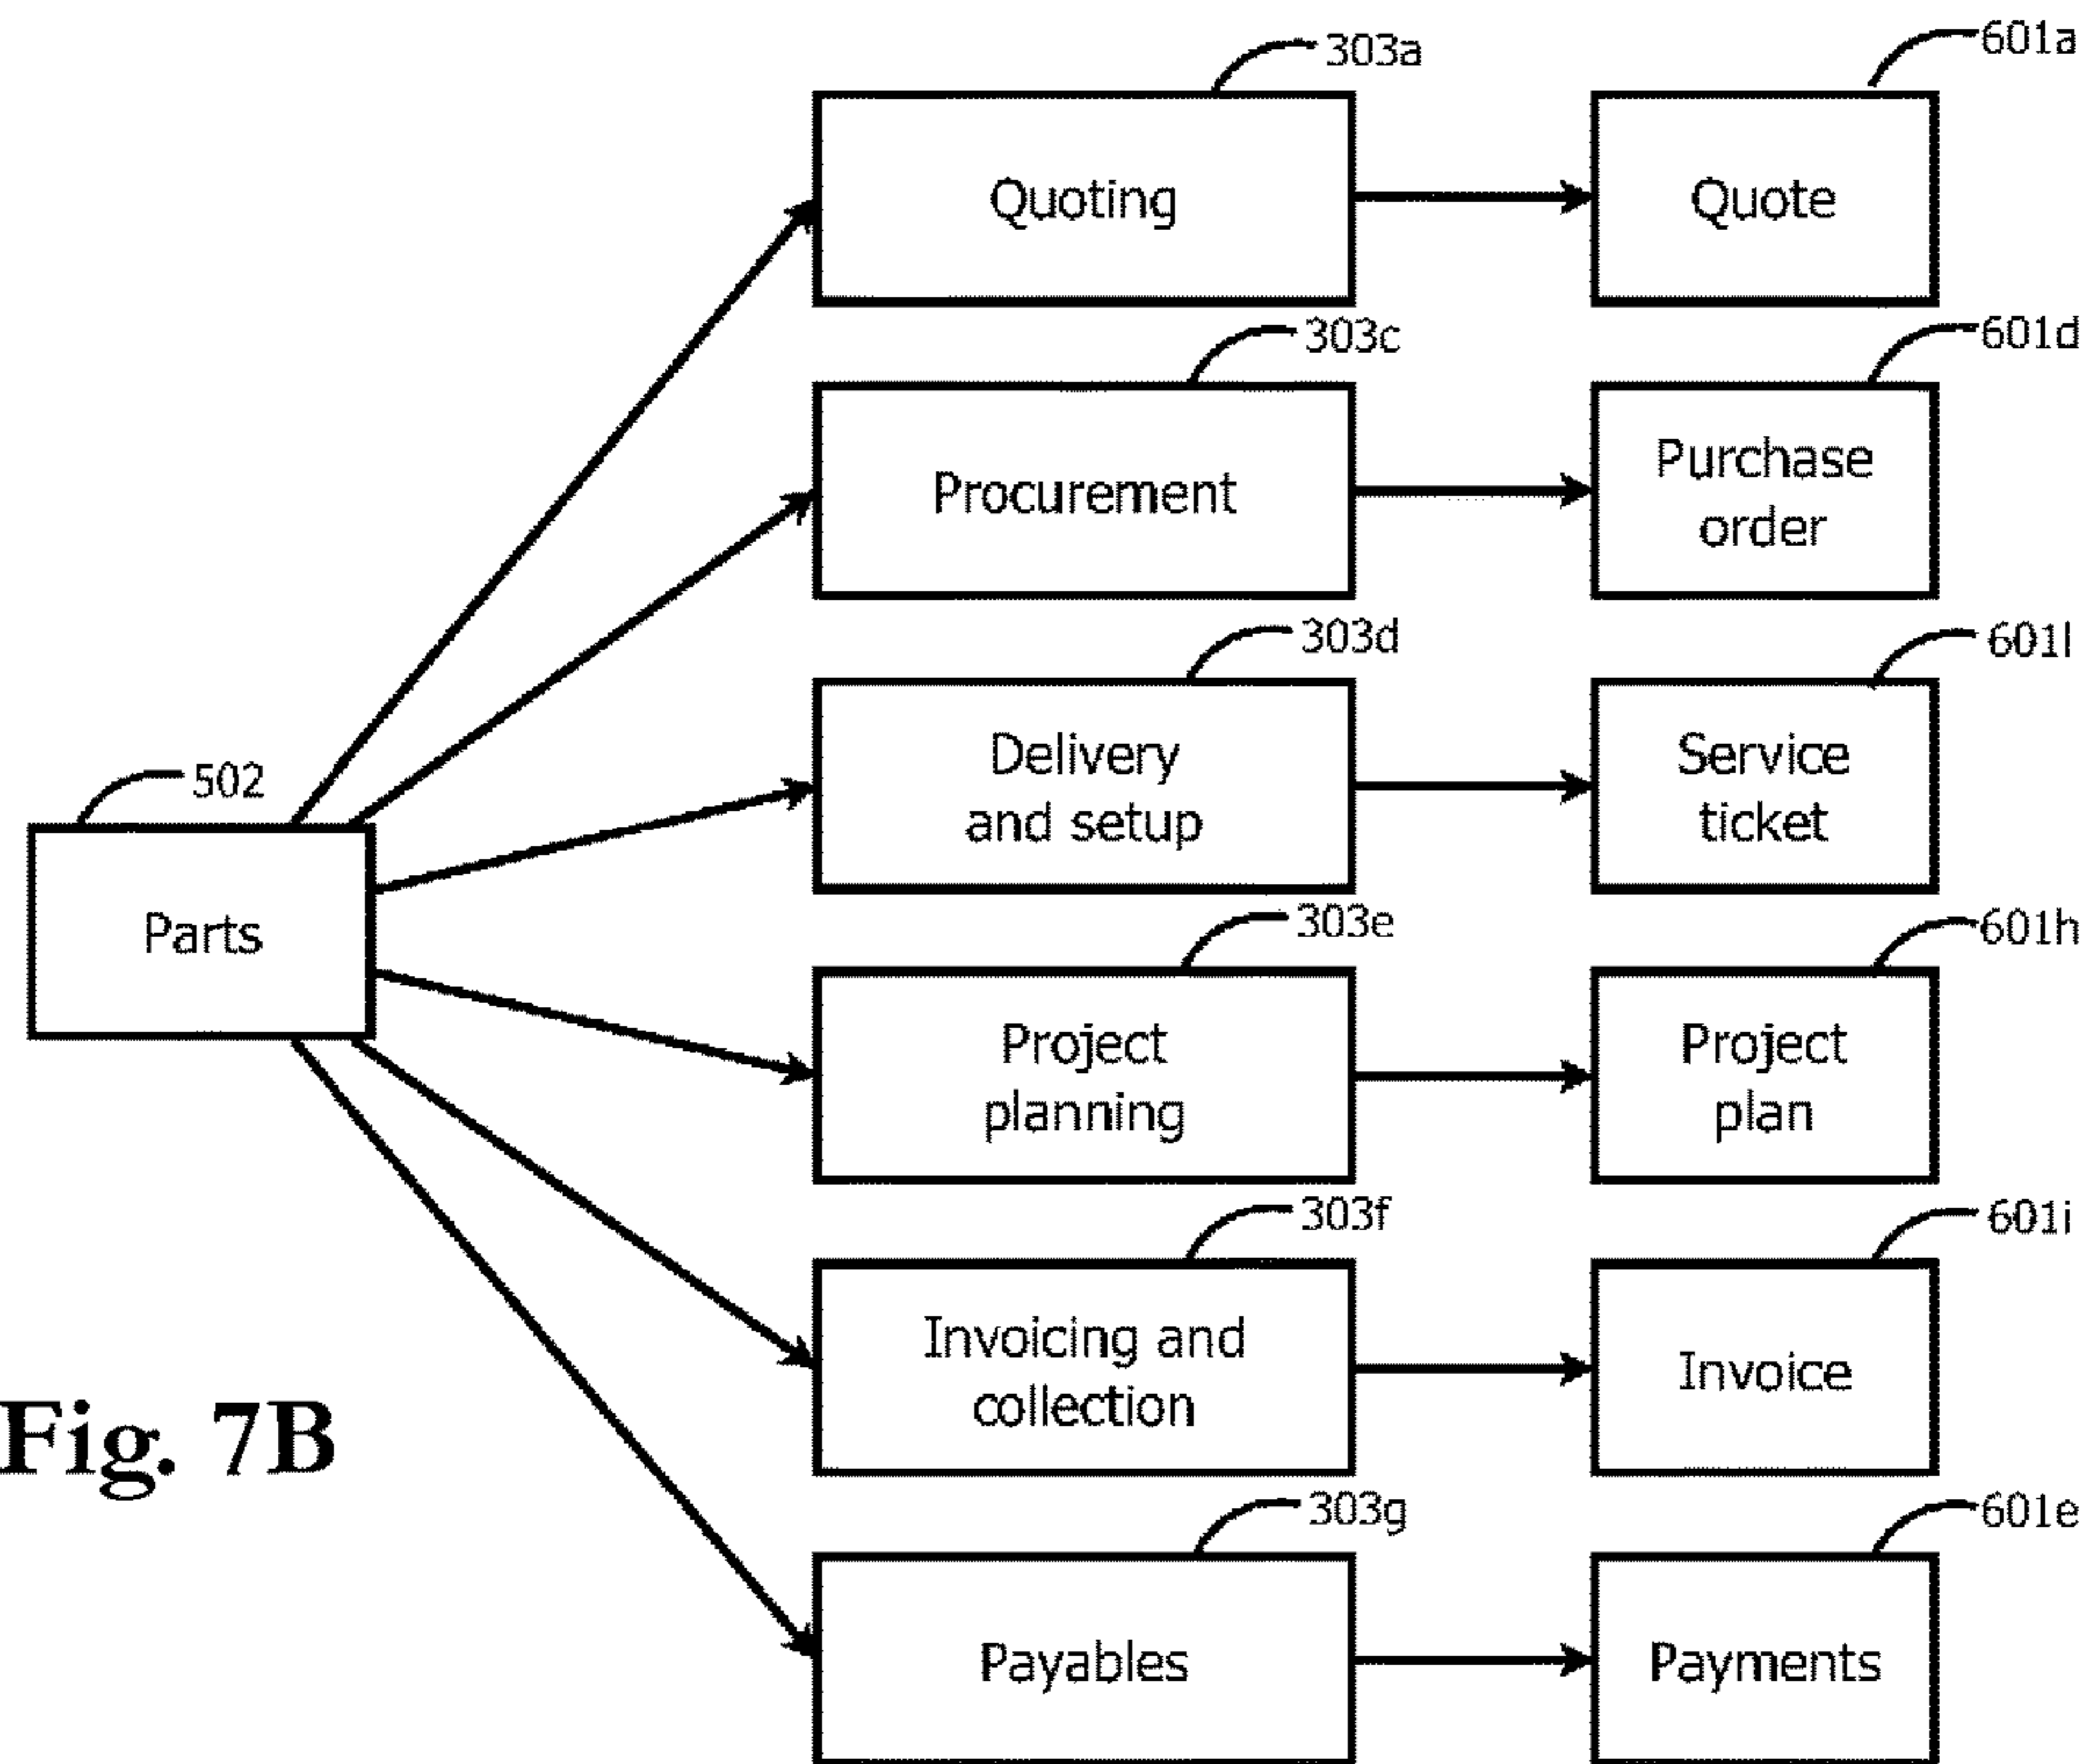 303a
601a
Quoting
Quote
303c
601d
Procurement
Purchase
order
303d
601l
Delivery
and setup
Service
ticket
502
Parts
303e
601h
Project
planning
Project
plan
303f
601i
Invoicing and
collection
Invoice
Fig. 7B
303g
601e
Payables
Payments